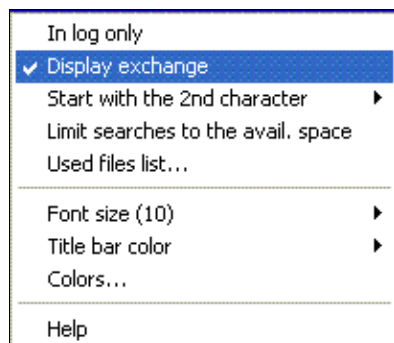 In log only
Display exchange
Start with the 2nd character
Limit searches to the avail. space
Used files list...
Font size (10)
Title bar color
Colors...
Help